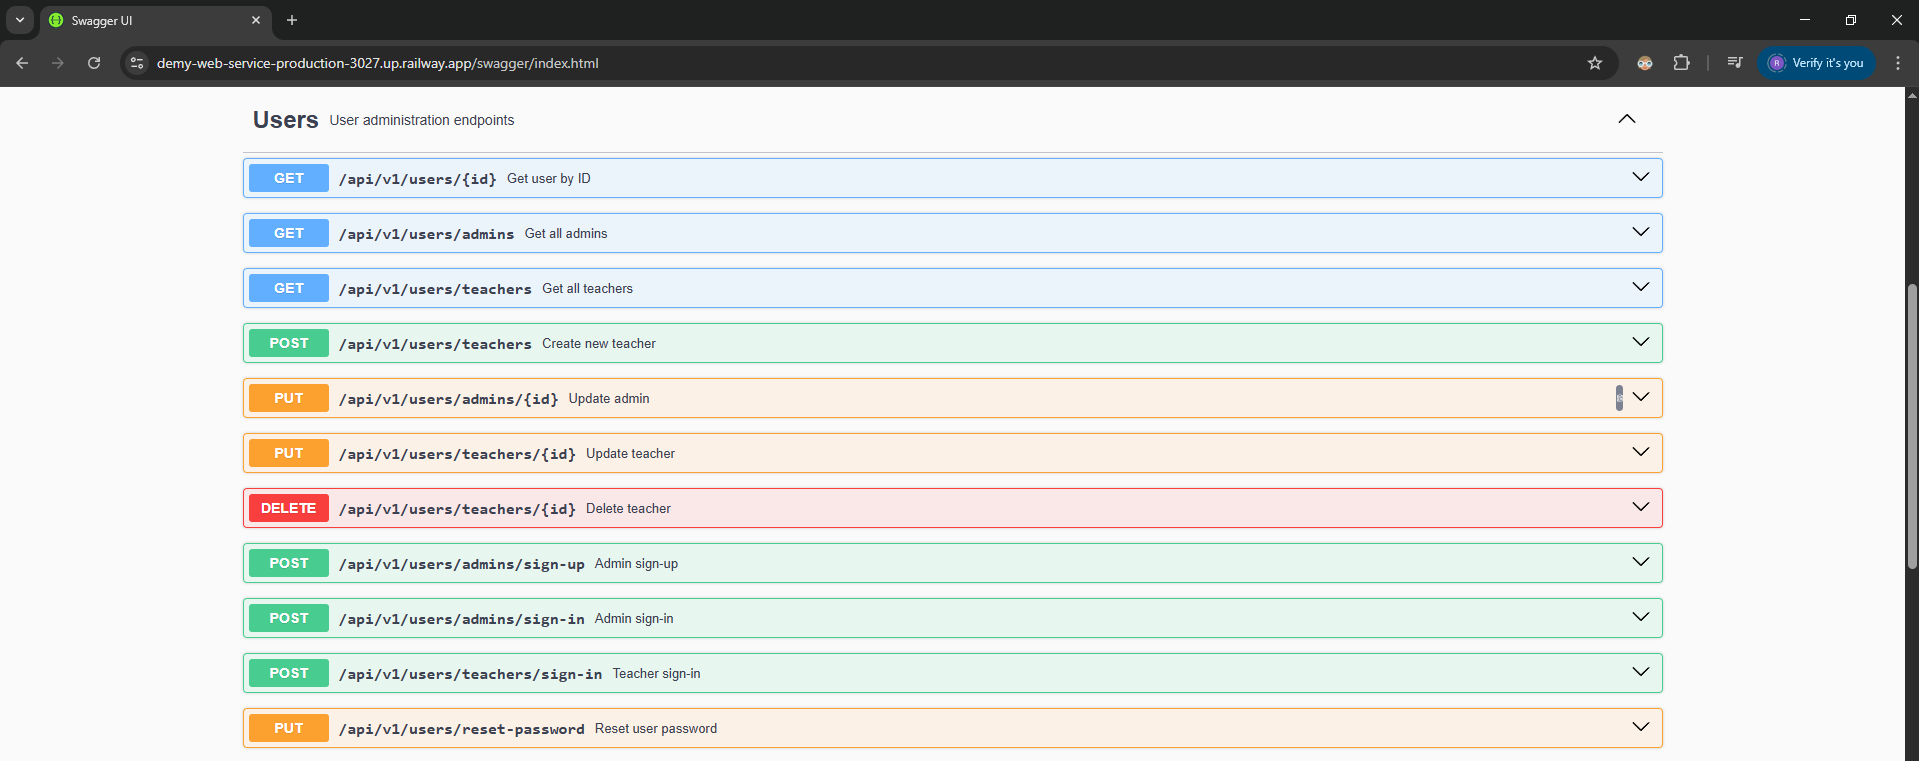 Swagger UI
demy-web-service-production-3027.up.railway.app/swagger/index.html
R Verify it's you
Users User administration endpoints
GET /api/v1/users/{id} Get user by ID
GET /api/v1/users/admins Get all admins
GET /api/v1/users/teachers Get all teachers
POST /api/v1/users/teachers Create new teacher
PUT /api/v1/users/admins/{id} Update admin
PUT /api/v1/users/teachers/{id} Update teacher
DELETE /api/v1/users/teachers/{id} Delete teacher
POST /api/v1/users/admins/sign-up Admin sign-up
POST /api/v1/users/admins/sign-in Admin sign-in
POST /api/v1/users/teachers/sign-in Teacher sign-in
PUT /api/v1/users/reset-password Reset user password